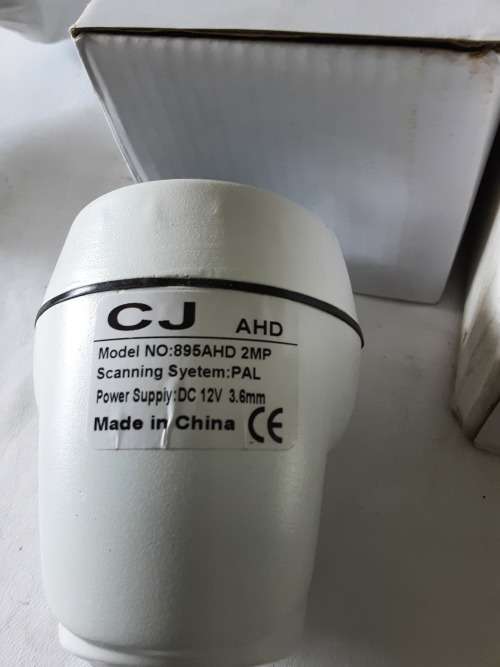 CJ AHD
Model NO:895AHD 2MP
Scanning Syetem:PAL
Power Suppiy:DC 12V 3.6mm
Made in China CE